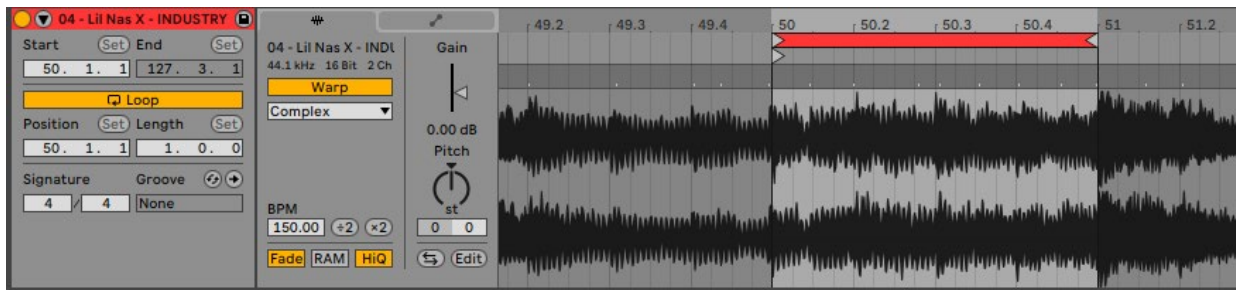 04 - Lil Nas X - INDUSTRY
Start Set End Set
50. 1. 1 127. 3. 1
Loop
Position Set Length Set
50. 1. 1 1. 0. 0
Signature Groove
4 / 4 None
04 - Lil Nas X - INDU
44.1 kHz 16 Bit 2 Ch
Warp
Complex
BPM
150.00 ÷2 ×2
Fade RAM HiQ
Gain
0.00 dB
Pitch
st
0 0
Edit
49.2 49.3 49.4 50 50.2 50.3 50.4 51 51.2